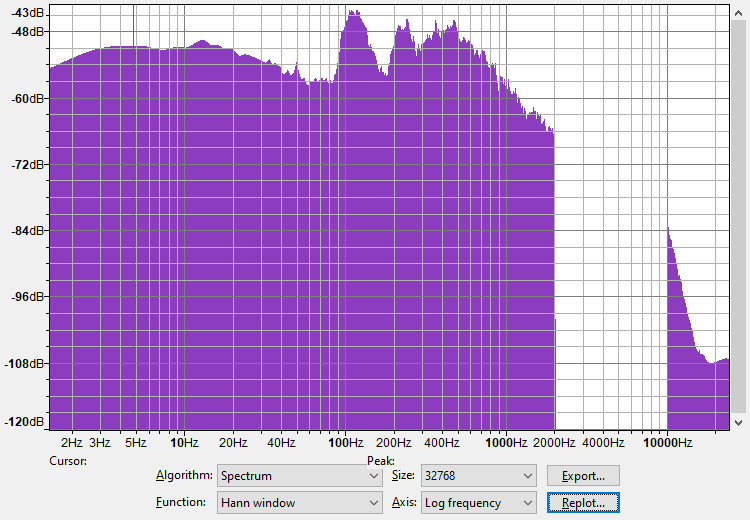 -43dB
-48dB
-60dB
-72dB
-84dB
-96dB
-108dB
-120dB
2Hz 3Hz 5Hz 10Hz 20Hz 40Hz 100Hz 200Hz 400Hz 1000Hz 2000Hz 4000Hz 10000Hz
Cursor: Peak:
Algorithm: Spectrum Size: 32768 Export...
Function: Hann window Axis: Log frequency Replot...